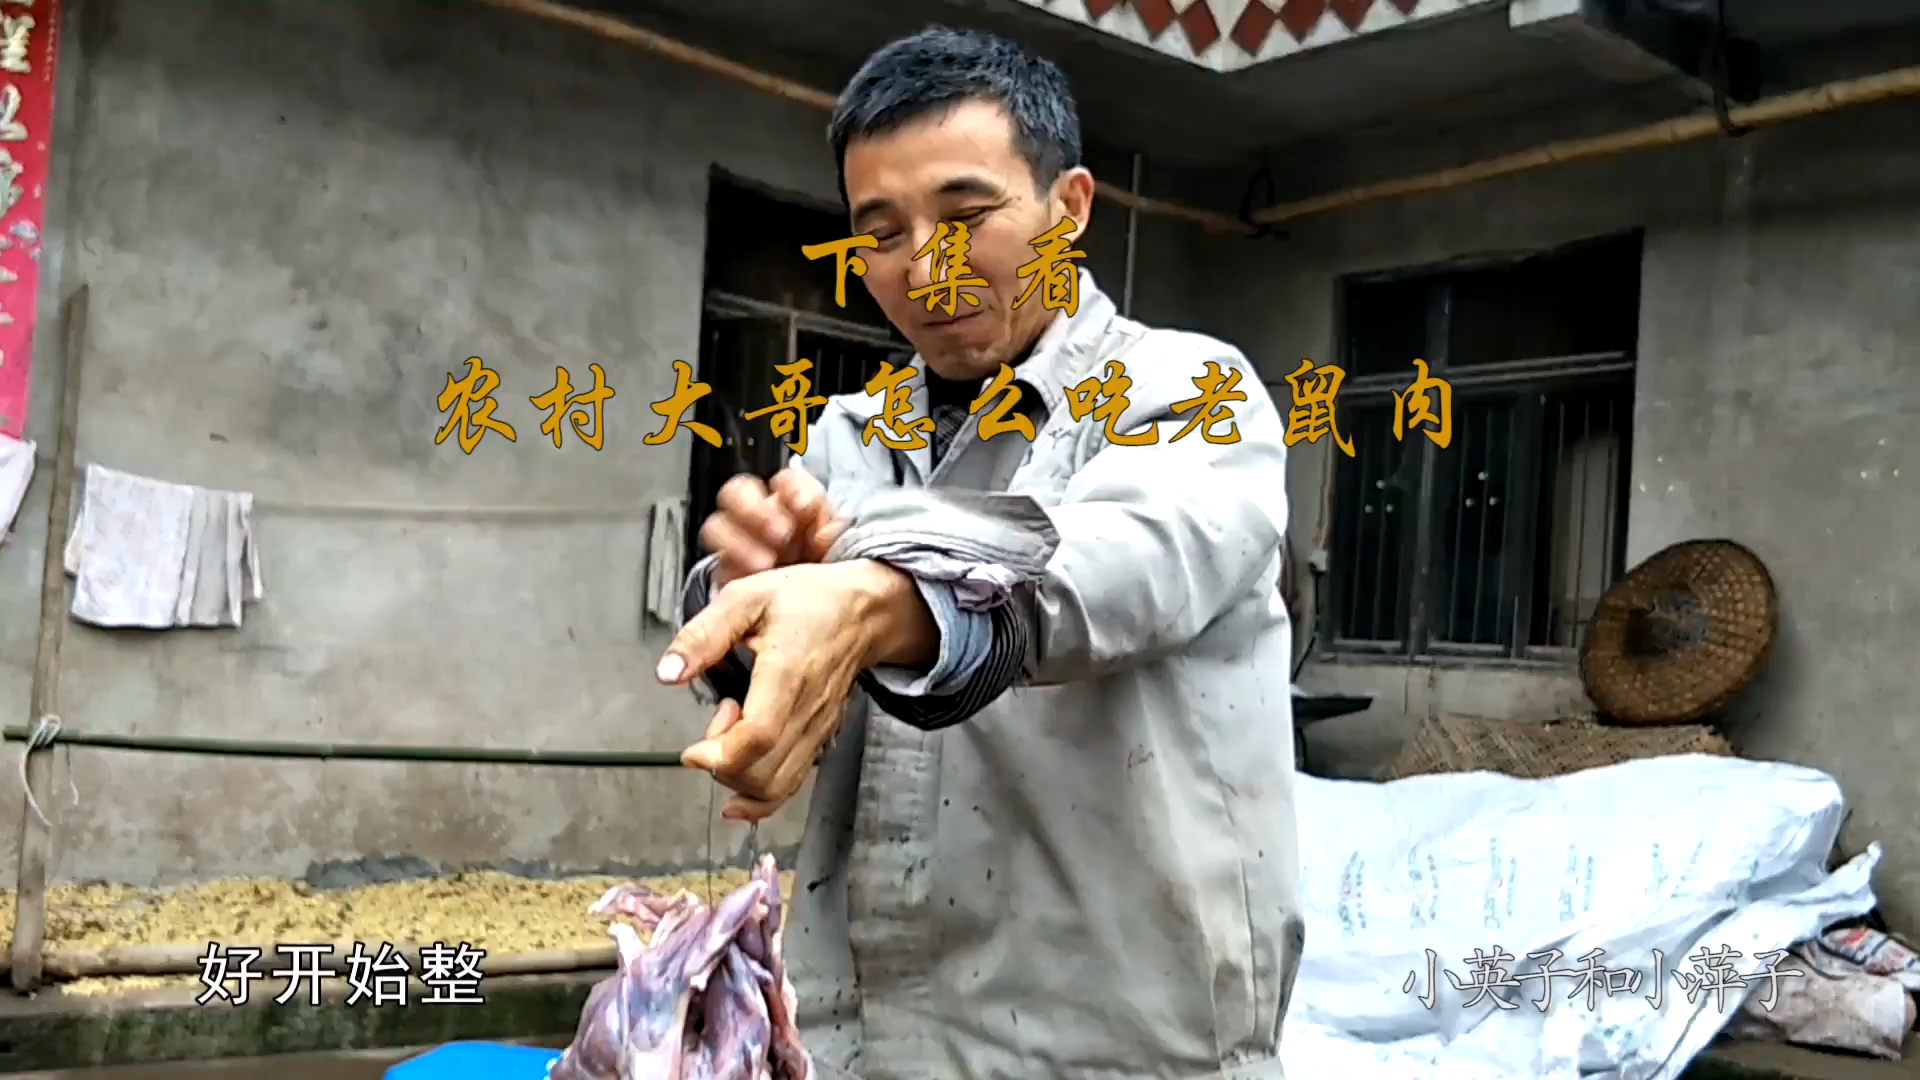 下集看
农村大哥怎么吃老鼠肉
好开始整
小英子和小萍子